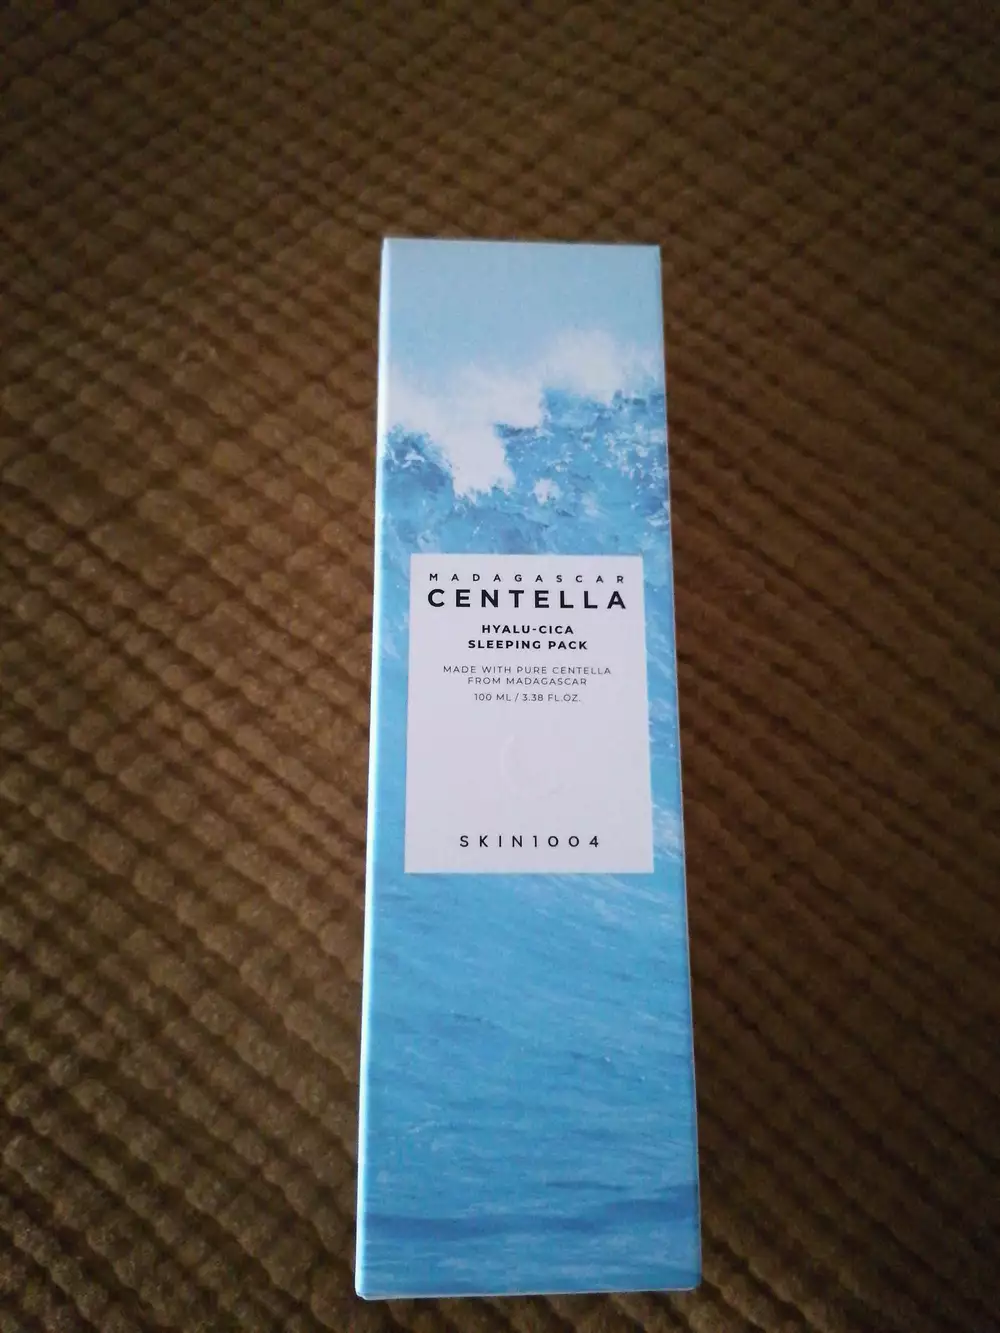 MADAGASCAR
CENTELLA
HYALU-CICA
SLEEPING PACK
MADE WITH PURE CENTELLA
FROM MADAGASCAR
100 ML / 3.38 FL.OZ.
SKIN1004